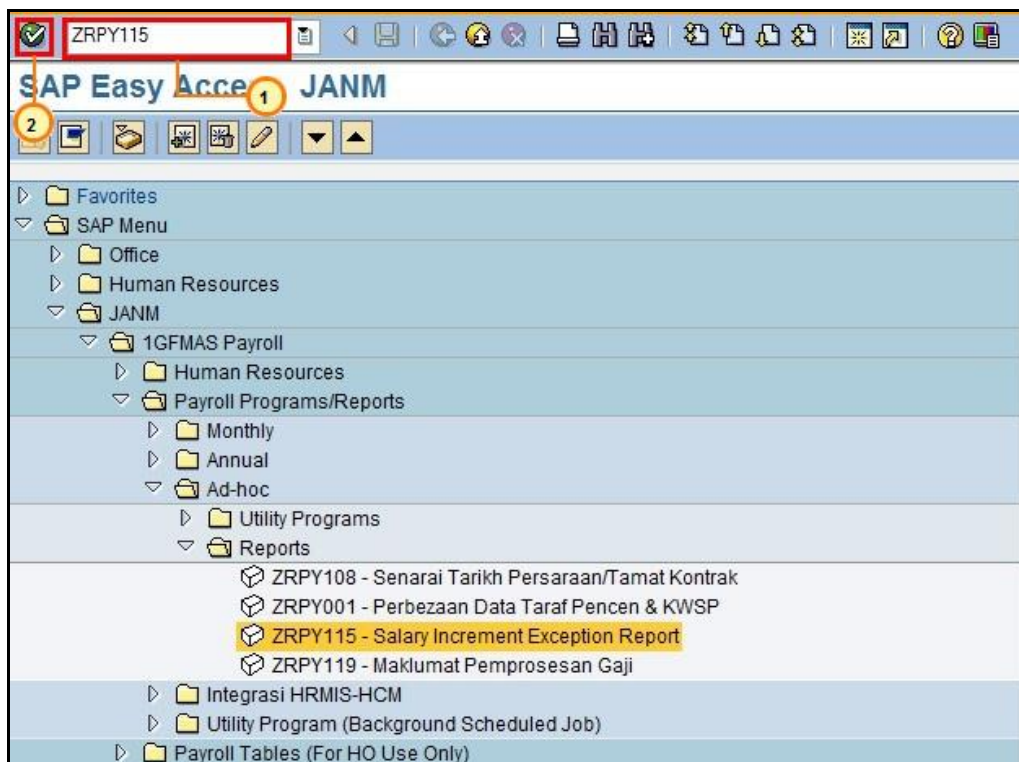 ZRPY115
SAP Easy Acce JANM
1
2
Favorites
SAP Menu
Office
Human Resources
JANM
1GFMAS Payroll
Human Resources
Payroll Programs/Reports
Monthly
Annual
Ad-hoc
Utility Programs
Reports
ZRPY108 - Senarai Tarikh Persaraan/Tamat Kontrak
ZRPY001 - Perbezaan Data Taraf Pencen & KWSP
ZRPY115 - Salary Increment Exception Report
ZRPY119 - Maklumat Pemprosesan Gaji
Integrasi HRMIS-HCM
Utility Program (Background Scheduled Job)
Payroll Tables (For HO Use Only)